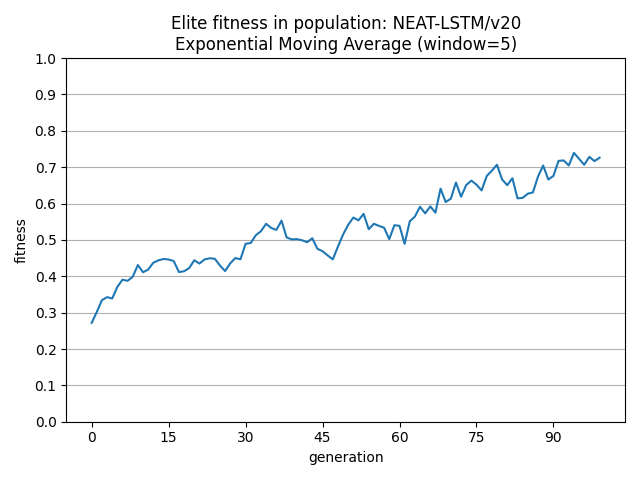 Elite fitness in population: NEAT-LSTM/v20
Exponential Moving Average (window=5)
1.0
0.9
0.8
0.7
0.6
0.5
0.4
0.3
0.2
0.1
0.0
fitness
0 15 30 45 60 75 90
generation